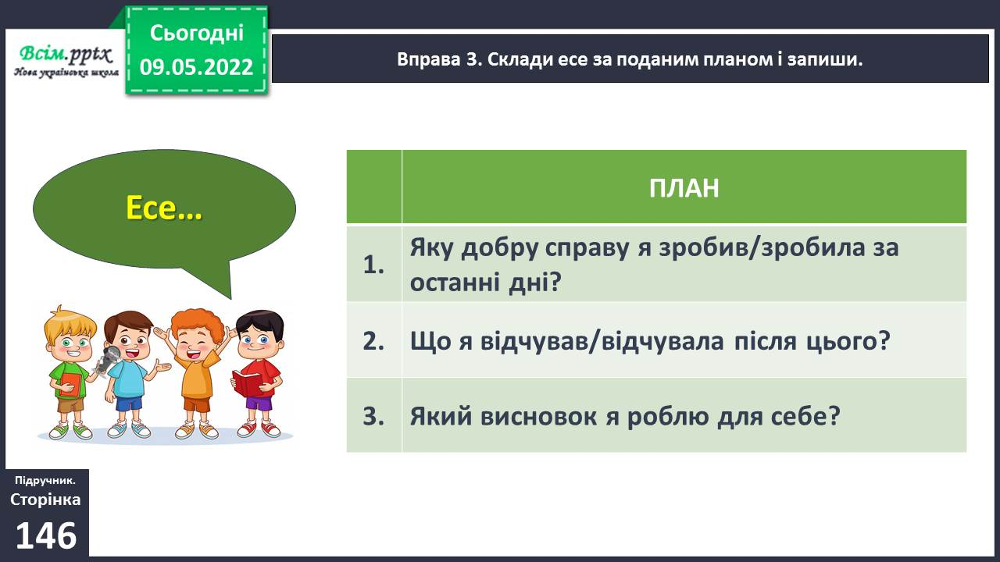 Сьогодні
09.05.2022
Всім.pptx
Нова українська школа
Вправа 3. Склади есе за поданим планом і запиши.
Есе…
ПЛАН
1. Яку добру справу я зробив/зробила за
останні дні?
2. Що я відчував/відчувала після цього?
3. Який висновок я роблю для себе?
Підручник.
Сторінка
146